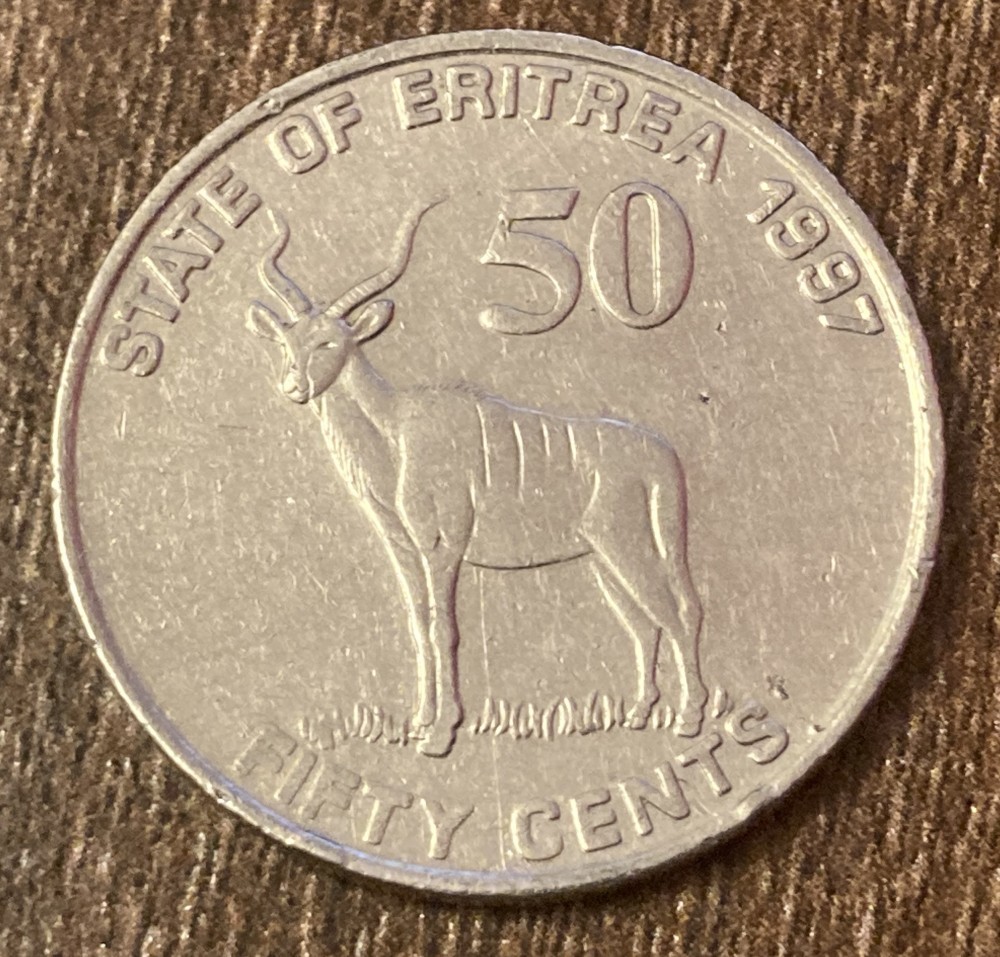 STATE OF ERITREA 1997
50
FIFTY CENTS